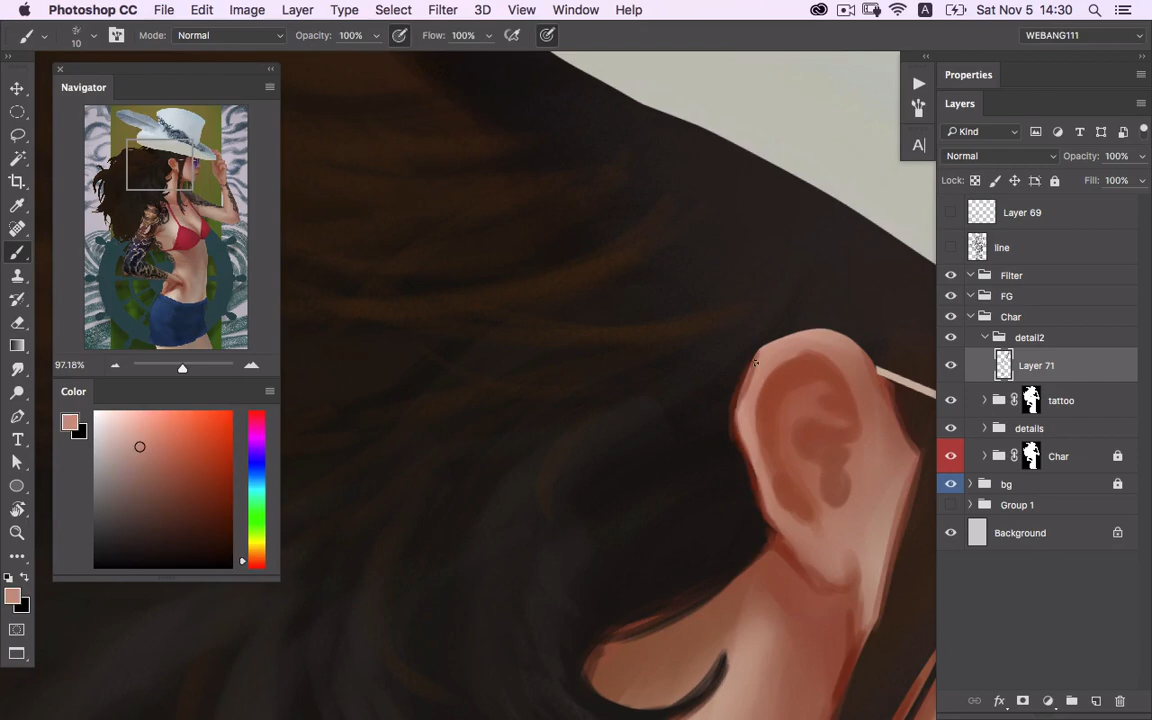 Photoshop CC File Edit Image Layer Type Select Filter 3D View Window Help A Sat Nov 5 14:30
10 Mode: Normal Opacity: 100% Flow: 100% WEBANG111
Navigator
97.18%
Color
A
Properties
Layers
Kind T
Normal Opacity: 100%
Lock: Fill: 100%
Layer 69
line
Filter
FG
Char
detail2
Layer 71
tattoo
details
Char
bg
Group 1
Background
fx